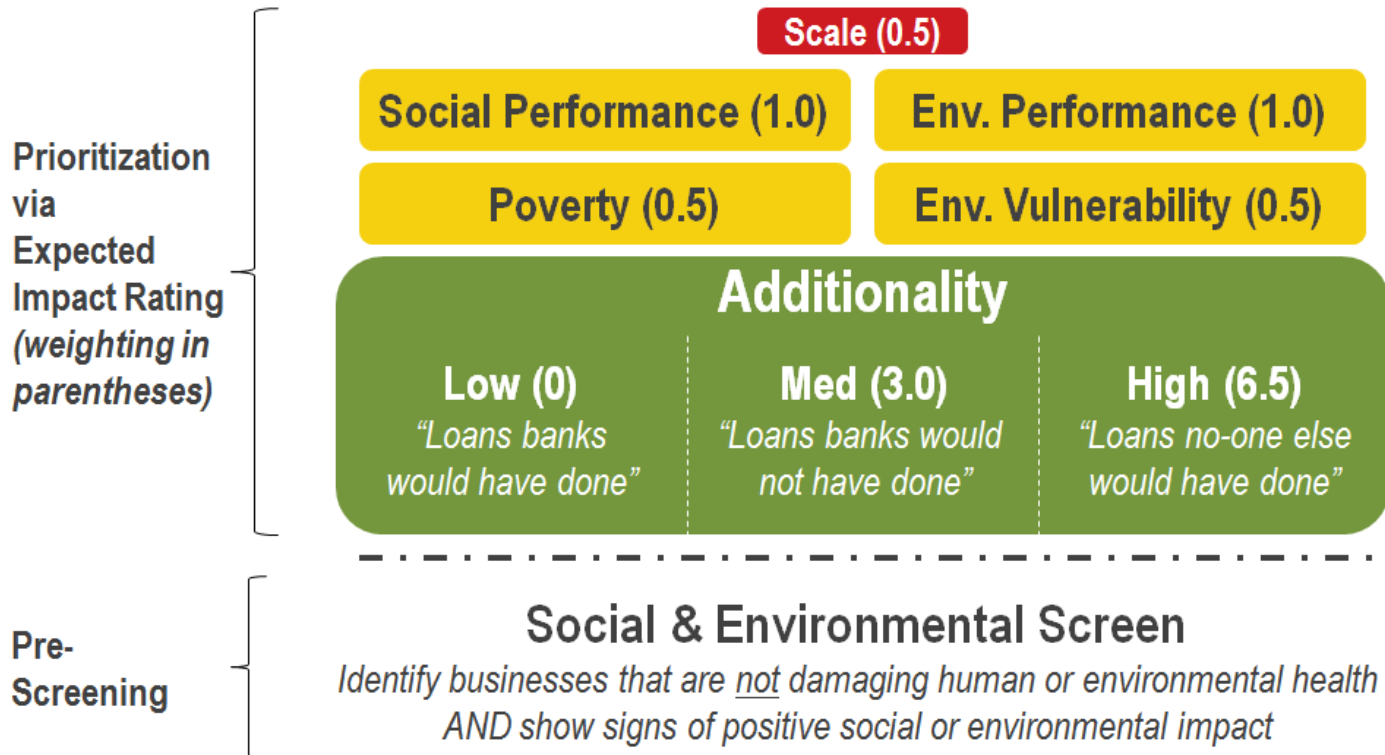 Scale (0.5)
Social Performance (1.0)
Env. Performance (1.0)
Poverty (0.5)
Env. Vulnerability (0.5)
Prioritization
via
Expected
Impact Rating
(weighting in
parentheses)
Additionality
Low (0)
“Loans banks
would have done”
Med (3.0)
“Loans banks would
not have done”
High (6.5)
“Loans no-one else
would have done”
Pre-
Screening
Social & Environmental Screen
Identify businesses that are not damaging human or environmental health
AND show signs of positive social or environmental impact